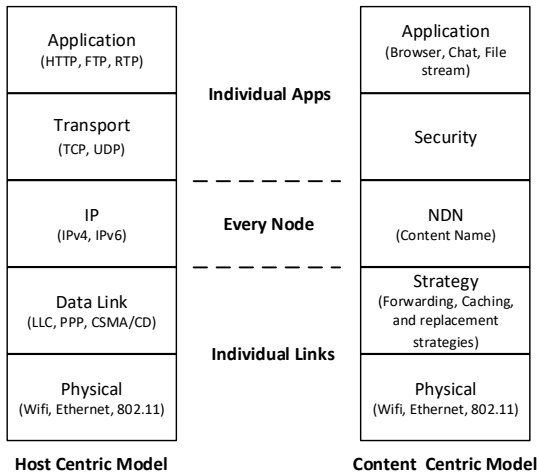 Application
(HTTP, FTP, RTP)
Transport
(TCP, UDP)
IP
(IPv4, IPv6)
Data Link
(LLC, PPP, CSMA/CD)
Physical
(Wifi, Ethernet, 802.11)
Host Centric Model
Individual Apps
Every Node
Individual Links
Application
(Browser, Chat, File
stream)
Security
NDN
(Content Name)
Strategy
(Forwarding, Caching,
and replacement
strategies)
Physical
(Wifi, Ethernet, 802.11)
Content Centric Model